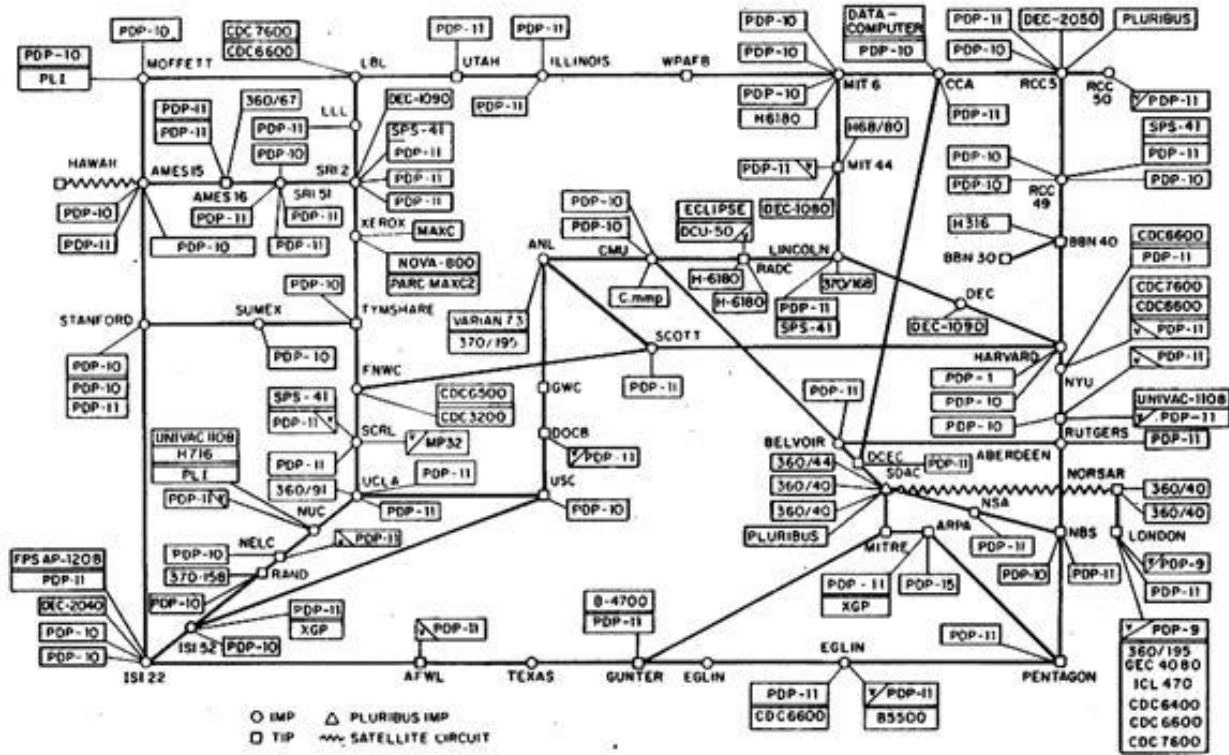 PDP-10
CDC7600
CDC6600
PDP-11
PDP-11
PDP-10
DATA-
COMPUTER
PDP-10
PDP-11
DEC-2050
PLURIBUS
PDP-10
PLI
MOFFETT
LBL
UTAH
ILLINOIS
WPAFB
PDP-10
PDP-10
H6180
MIT 6
CCA
PDP-10
RCC5
RCC
50
PDP-11
PDP-11
PDP-11
PDP-11
PDP-11
360/67
LLL
PDP-11
DEC-1090
SPS-41
PDP-11
PDP-11
PDP-11
H68/80
MIT 44
PDP-11
DEC-1080
SPS-41
PDP-11
PDP-10
PDP-10
PDP-10
RCC
49
HAWAII
AMES15
AMES16
PDP-10
SRI 51
SRI 2
PDP-10
PDP-11
PDP-10
PDP-11
PDP-11
PDP-11
XEROX
MAXC
NOVA-800
PARC MAXC2
ANL
PDP-10
PDP-10
CMU
C.mmp
ECLIPSE
DCU-50
RADC
H-6180
H-6180
LINCOLN
370/168
PDP-11
SPS-41
H316
BBN 40
BBN 30
CDC6600
PDP-11
CDC7600
CDC6600
PDP-11
PDP-11
DEC
DEC-1090
STANFORD
SUMEX
PDP-10
TYMSHARE
PDP-10
PDP-10
PDP-10
PDP-11
VARIAN 73
370/195
SCOTT
PDP-11
HARVARD
NYU
PDP-1
PDP-10
PDP-10
FNWC
CDC6500
CDC3200
GWC
SPS-41
PDP-11
SCRL
MP32
PDP-11
DOCB
PDP-11
PDP-11
BELVOIR
UNIVAC-1108
PDP-11
RUTGERS
PDP-11
ABERDEEN
UNIVAC 1108
H716
PLI
PDP-11
NUC
360/91
UCLA
PDP-11
PDP-11
USC
PDP-10
DCEC
PDP-11
SDAC
360/44
360/40
360/40
PLURIBUS
NORSAR
360/40
360/40
NSA
PDP-11
NELC
PDP-10
PDP-11
RAND
370-158
PDP-10
MITRE
ARPA
PDP-11
XGP
PDP-15
NBS
PDP-10
PDP-11
LONDON
PDP-9
PDP-11
FPS AP-120B
PDP-11
DEC-2040
PDP-10
PDP-10
ISI 22
ISI 52
PDP-11
XGP
PDP-10
PDP-11
AFWL
TEXAS
B-4700
PDP-11
GUNTER
EGLIN
EGLIN
PDP-11
CDC6600
PDP-11
B5500
PDP-11
PENTAGON
PDP-9
360/195
GEC 4080
ICL 470
CDC6400
CDC6600
CDC7600
IMP
PLURIBUS IMP
TIP
SATELLITE CIRCUIT